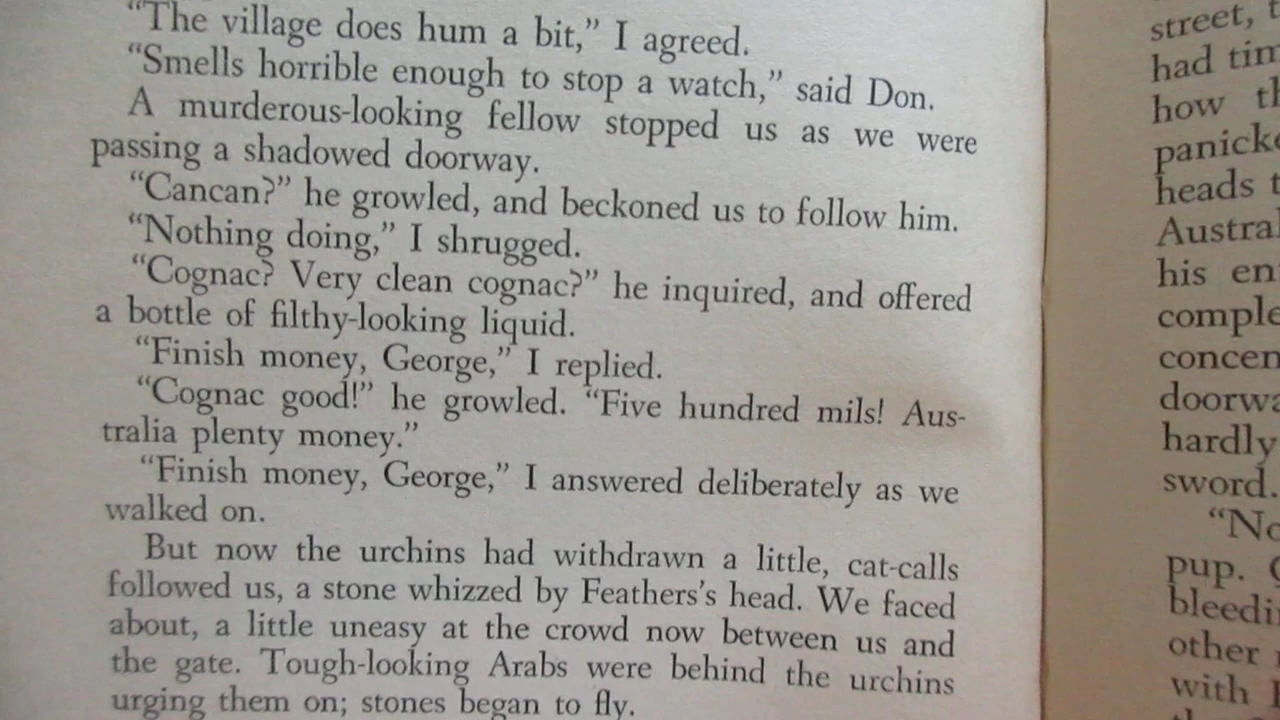 “The village does hum a bit,” I agreed.
“Smells horrible enough to stop a watch,” said Don.
A murderous-looking fellow stopped us as we were
passing a shadowed doorway.
“Cancan?” he growled, and beckoned us to follow him.
“Nothing doing,” I shrugged.
“Cognac? Very clean cognac?” he inquired, and offered
a bottle of filthy-looking liquid.
“Finish money, George,” I replied.
“Cognac good!” he growled. “Five hundred mils! Aus-
tralia plenty money.”
“Finish money, George,” I answered deliberately as we
walked on.
But now the urchins had withdrawn a little, cat-calls
followed us, a stone whizzed by Feathers’s head. We faced
about, a little uneasy at the crowd now between us and
the gate. Tough-looking Arabs were behind the urchins
urging them on; stones began to fly.
street,
had
how
heads
his
hardly
sword.
pup.
other
with